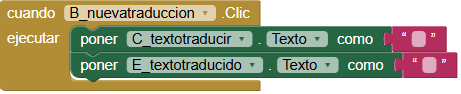 cuando B_nuevatraduccion .Clic
ejecutar poner C_textotraducir . Texto como “ ”
poner E_textotraducido . Texto como “ ”